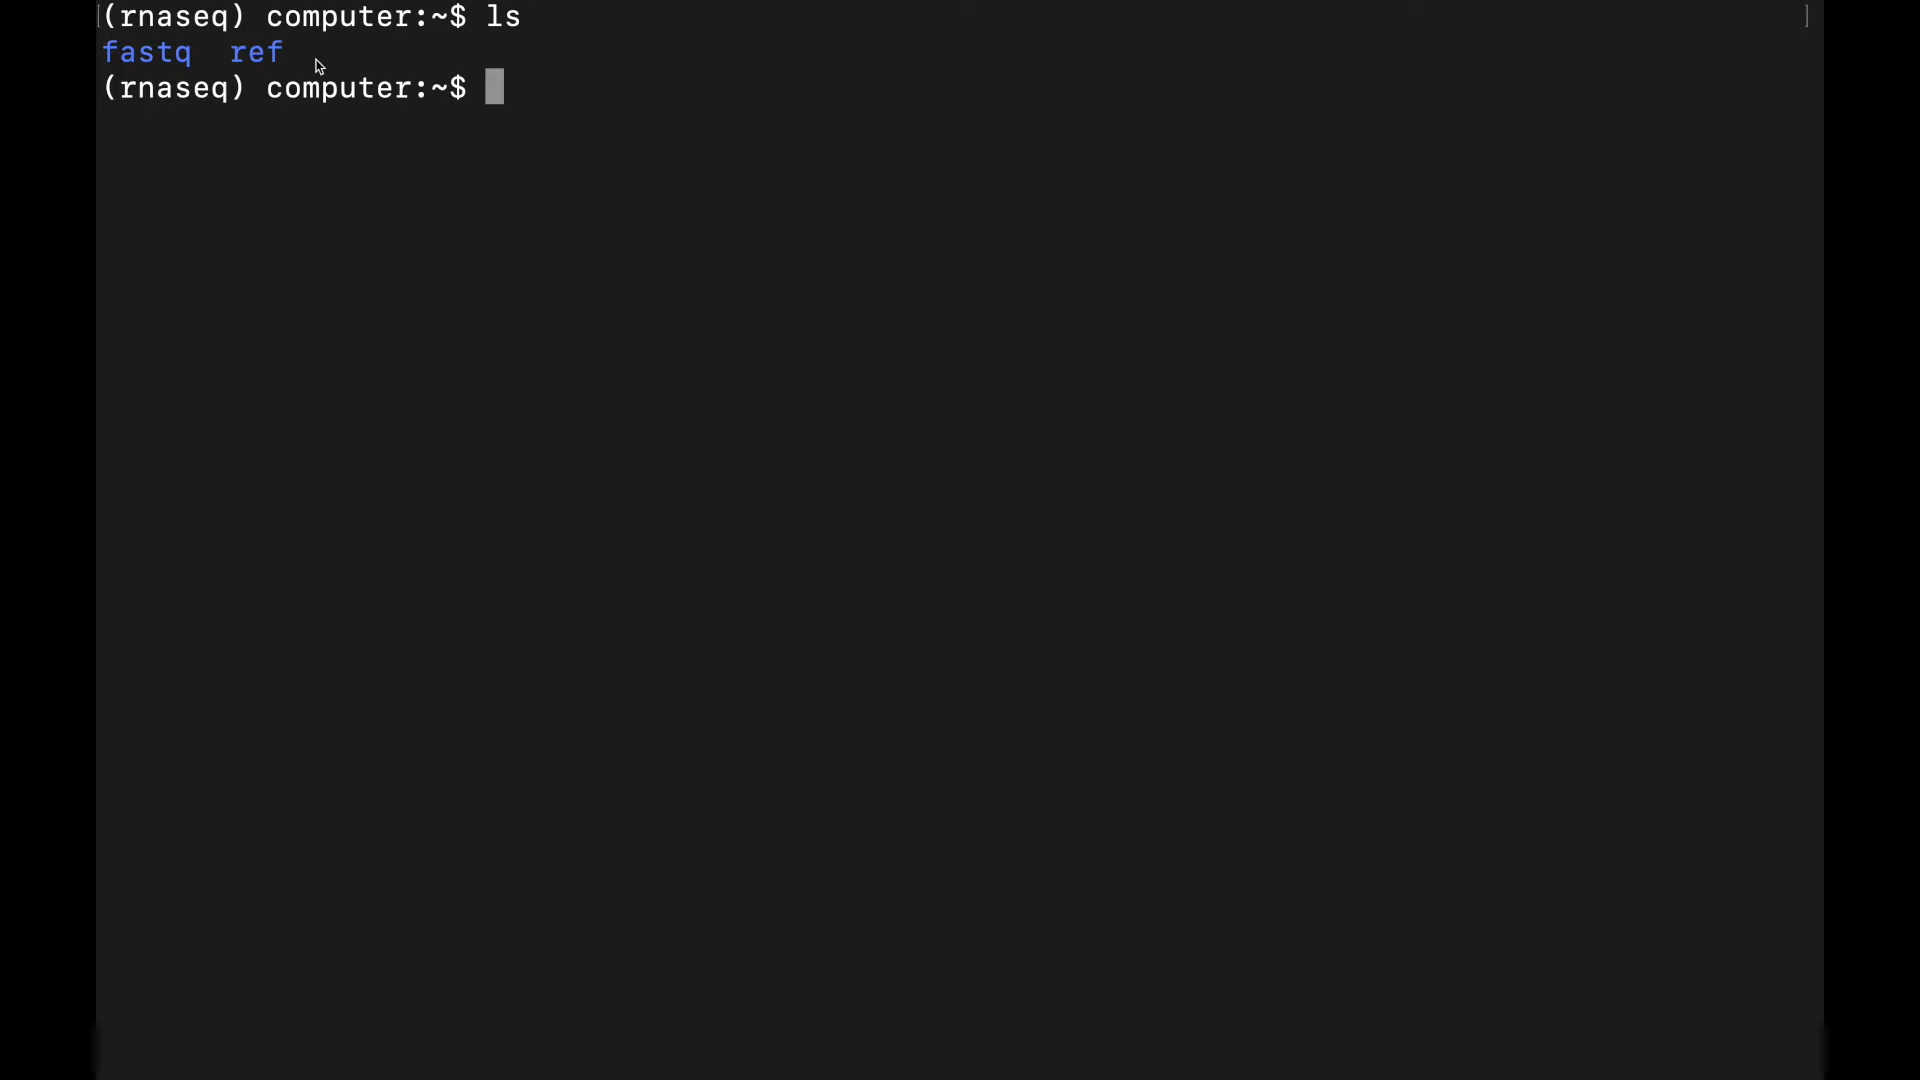 (rnaseq) computer:~$ ls
fastq  ref
(rnaseq) computer:~$